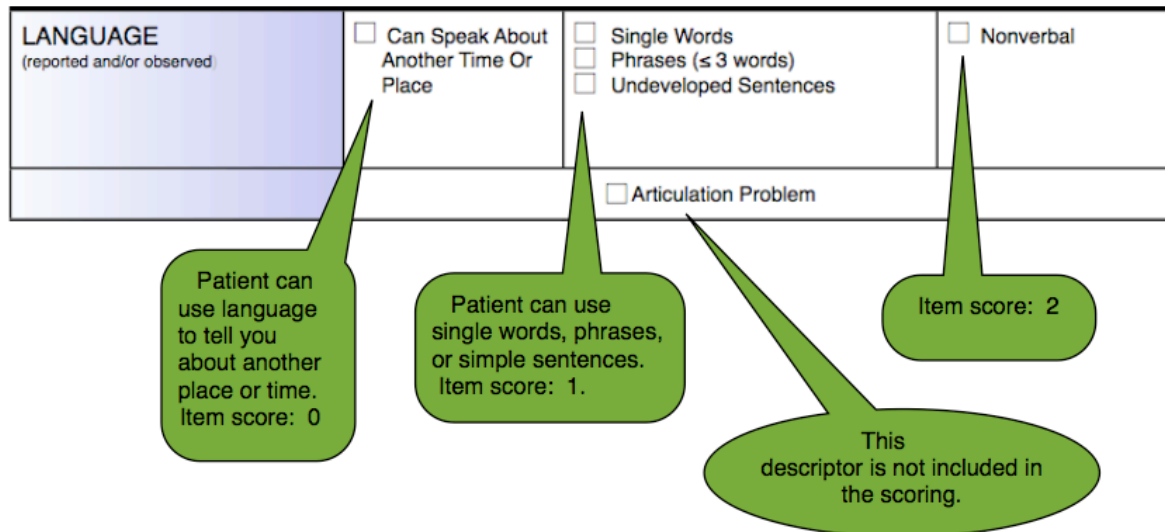 LANGUAGE
(reported and/or observed)
Can Speak About
Another Time Or
Place
Single Words
Phrases (≤ 3 words)
Undeveloped Sentences
Nonverbal
Articulation Problem
Patient can
use language
to tell you
about another
place or time.
Item score: 0
Patient can use
single words, phrases,
or simple sentences.
Item score: 1.
Item score: 2
This
descriptor is not included in
the scoring.